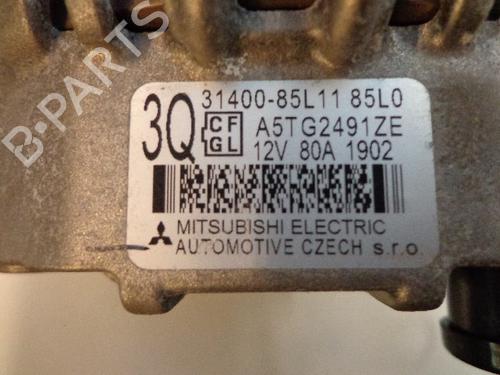 B-PARTS
3Q
31400-85L11 85L0
CF
GL
A5TG2491ZE
12V 80A 1902
MITSUBISHI ELECTRIC
AUTOMOTIVE CZECH s.r.o.